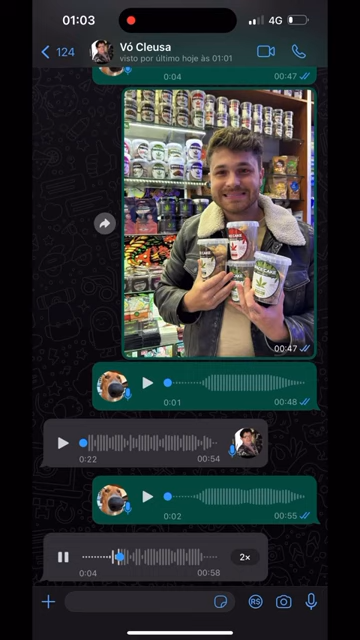 01:03
4G
124
Vó Cleusa
visto por último hoje às 01:01
0:04
00:47
00:47
0:01
00:48
0:22
00:54
0:02
00:55
2x
0:04
00:58
R$